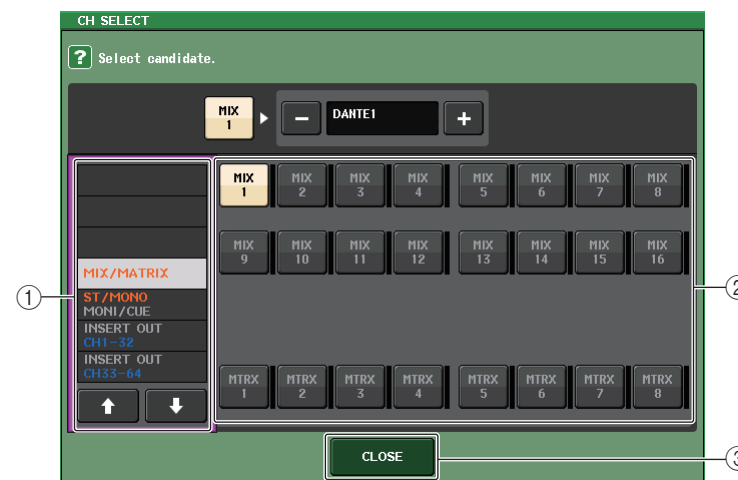 CH SELECT
? Select candidate.
MIX 1
− DANTE1 +
MIX/MATRIX
ST/MONO
MONI/CUE
INSERT OUT
CH1-32
INSERT OUT
CH33-64
MIX 1 MIX 2 MIX 3 MIX 4 MIX 5 MIX 6 MIX 7 MIX 8
MIX 9 MIX 10 MIX 11 MIX 12 MIX 13 MIX 14 MIX 15 MIX 16
MTRX 1 MTRX 2 MTRX 3 MTRX 4 MTRX 5 MTRX 6 MTRX 7 MTRX 8
CLOSE
①
②
③